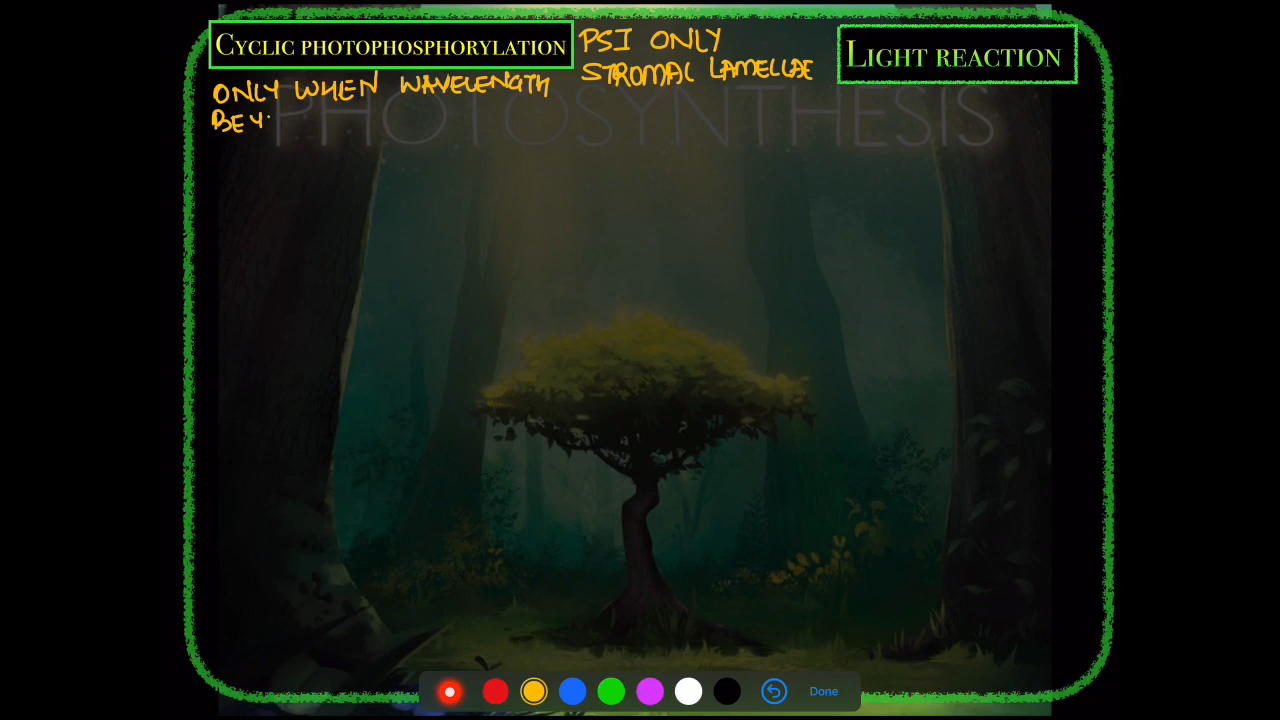 CYCLIC PHOTOPHOSPHORYLATION
PSI ONLY
STROMAL LAMELLAE
LIGHT REACTION
ONLY WHEN WAVELENGTH
BEY
PHOTOSYNTHESIS
Done